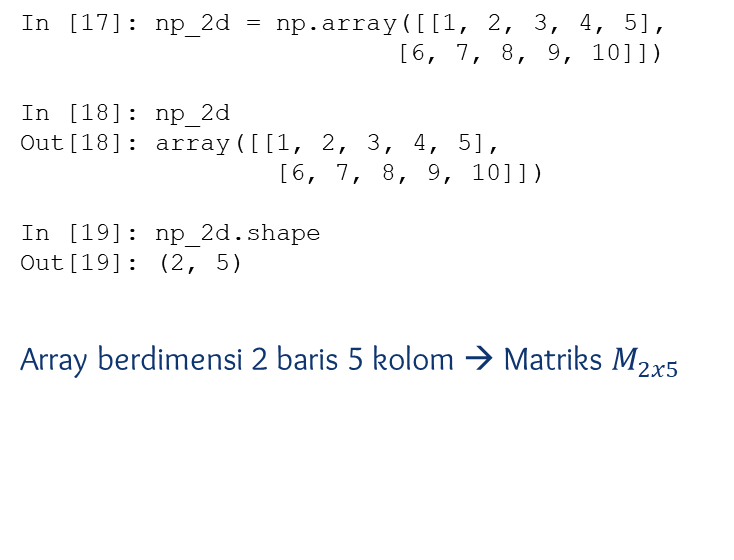 In [17]: np_2d = np.array([[1, 2, 3, 4, 5],
[6, 7, 8, 9, 10]])
In [18]: np_2d
Out[18]: array([[1, 2, 3, 4, 5],
[6, 7, 8, 9, 10]])
In [19]: np_2d.shape
Out[19]: (2, 5)
Array berdimensi 2 baris 5 kolom → Matriks M2x5